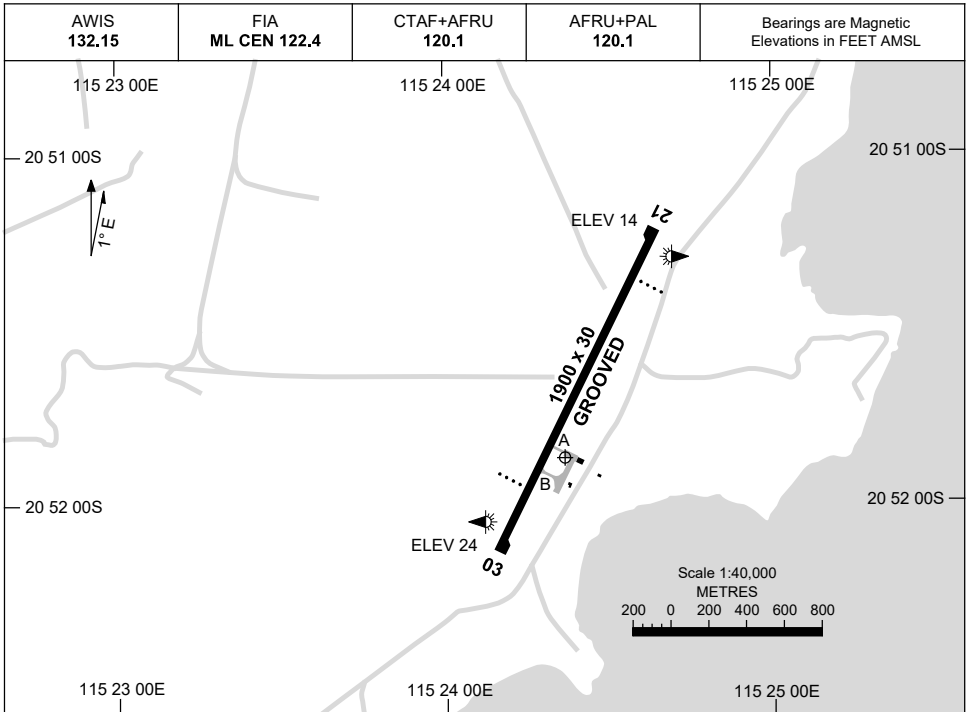 AWIS
132.15
FIA
ML CEN 122.4
CTAF+AFRU
120.1
AFRU+PAL
120.1
Bearings are Magnetic
Elevations in FEET AMSL
115 23 00E
115 24 00E
115 25 00E
20 51 00S
20 51 00S
1° E
ELEV 14
21
1900 x 30
GROOVED
A
B
20 52 00S
20 52 00S
ELEV 24
03
Scale 1:40,000
METRES
200 0 200 400 600 800
115 23 00E
115 24 00E
115 25 00E